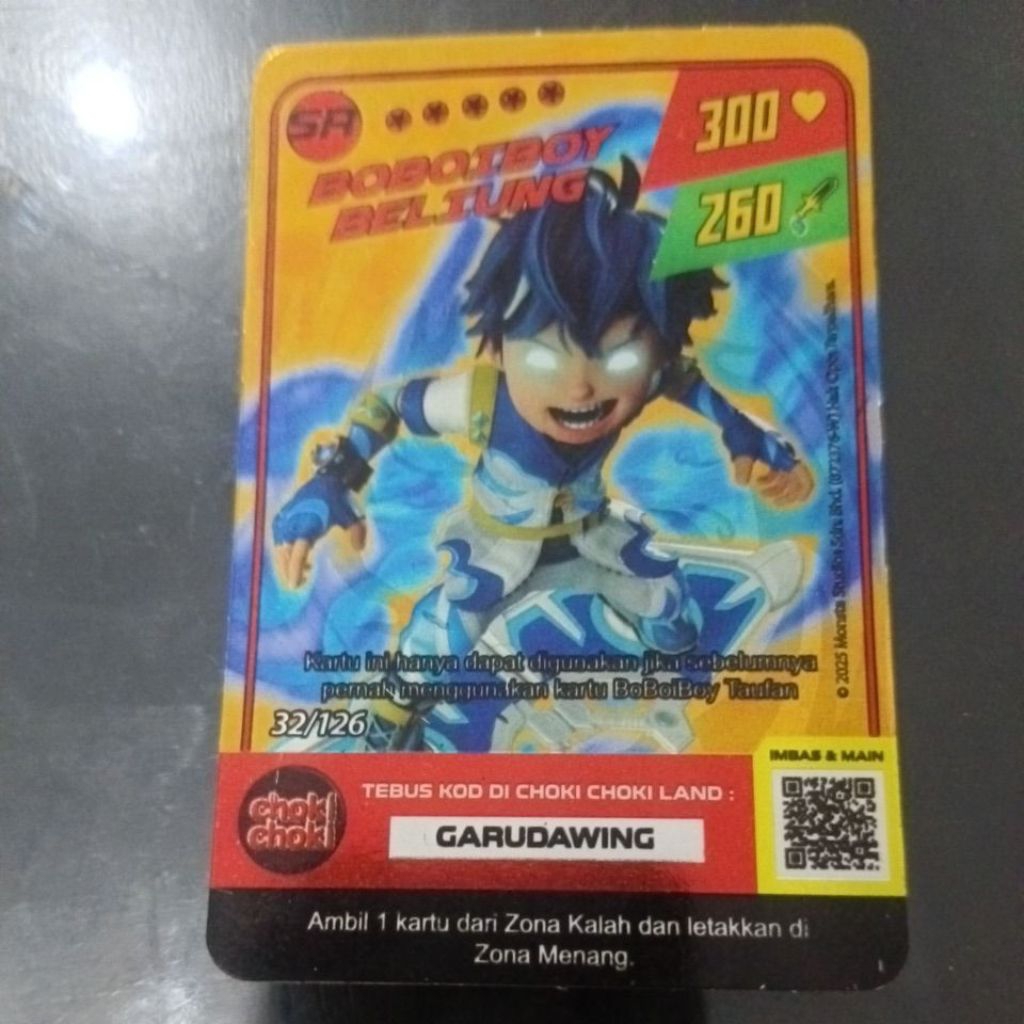 SR
300
BOBOIBOY
BELIUNG
260
© 2025 Monsta Studios Sdn. Bhd.
Kartu ini hanya dapat digunakan jika sebelumnya
pernah menggunakan kartu BoBoiBoy Taufan
32/126
IMBAS & MAIN
choki
choki
TEBUS KOD DI CHOKI CHOKI LAND :
GARUDAWING
Ambil 1 kartu dari Zona Kalah dan letakkan di
Zona Menang.